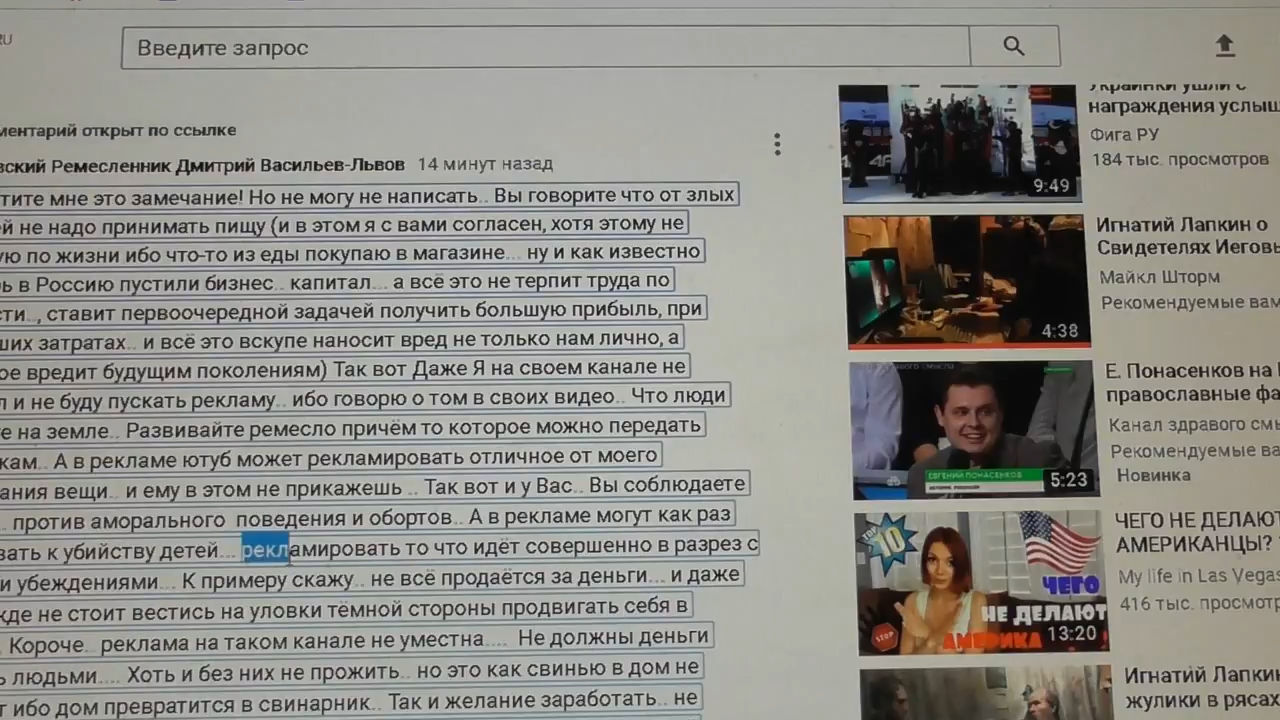 RU
Введите запрос
ментарий открыт по ссылке
вский Ремесленник Дмитрий Васильев-Львов 14 минут назад
тите мне это замечание! Но не могу не написать.. Вы говорите что от злых
й не надо принимать пищу (и в этом я с вами согласен, хотя этому не
ую по жизни ибо что-то из еды покупаю в магазине... ну и как известно
ь в Россию пустили бизнес.. капитал... а всё это не терпит труда по
сти.., ставит первоочередной задачей получить большую прибыль, при
ших затратах.. и всё это вскупе наносит вред не только нам лично, а
ое вредит будущим поколениям) Так вот Даже Я на своем канале не
л и не буду пускать рекламу.. ибо говорю о том в своих видео.. Что люди
те на земле.. Развивайте ремесло причём то которое можно передать
кам.. А в рекламе ютуб может рекламировать отличное от моего
ания вещи.. и ему в этом не прикажешь .. Так вот и у Вас.. Вы соблюдаете
.. против аморального поведения и обортов.. А в рекламе могут как раз
вать к убийству детей... рекламировать то что идёт совершенно в разрез с
и убеждениями... К примеру скажу.. не всё продаётся за деньги... и даже
жде не стоит вестись на уловки тёмной стороны продвигать себя в
Короче.. реклама на таком канале не уместна.... Не должны деньги
ь людьми.... Хоть и без них не прожить.. но это как свинью в дом не
т ибо дом превратится в свинарник.. Так и желание заработать.. не
Украинки ушли с
награждения услыш
Фига РУ
184 тыс. просмотров
9:49
Игнатий Лапкин о
Свидетелях Иеговы
Майкл Шторм
Рекомендуемые вам
4:38
Е. Понасенков на
православные фа
Канал здравого смы
Рекомендуемые ва
Новинка
ЕВГЕНИЙ ПОНАСЕНКОВ
5:23
ЧЕГО НЕ ДЕЛАЮТ
АМЕРИКАНЦЫ?
My life in Las Vegas
416 тыс. просмотр
TOP 10
ЧЕГО
НЕ ДЕЛАЮТ
АМЕРИКА
STOP
13:20
Игнатий Лапкин
жулики в рясах